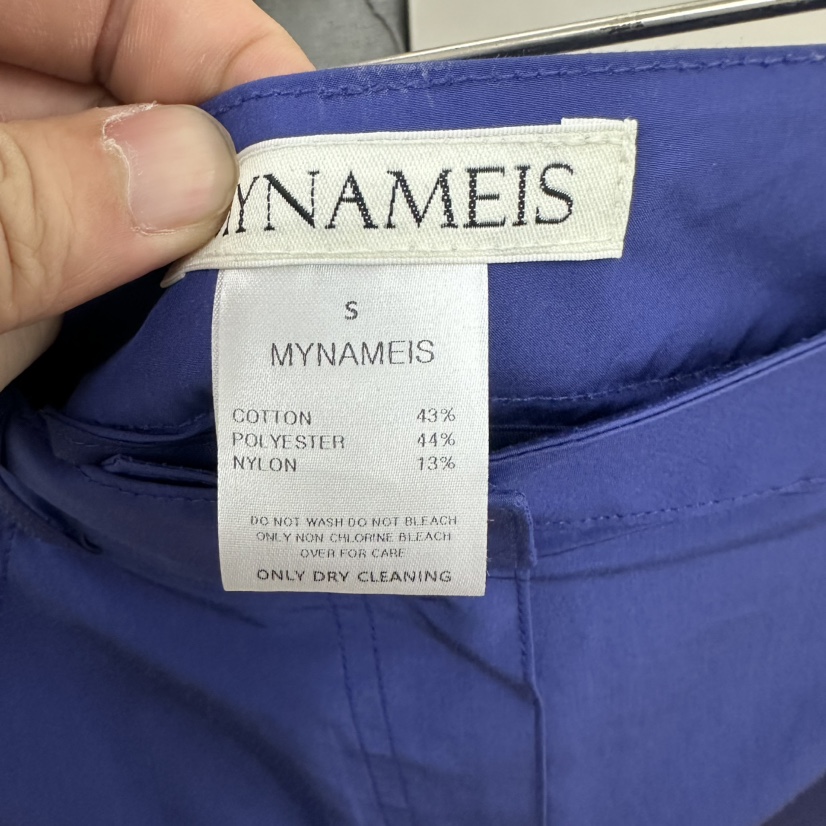 MYNAMEIS
S
MYNAMEIS
COTTON 43%
POLYESTER 44%
NYLON 13%
DO NOT WASH DO NOT BLEACH
ONLY NON CHLORINE BLEACH
OVER FOR CARE
ONLY DRY CLEANING